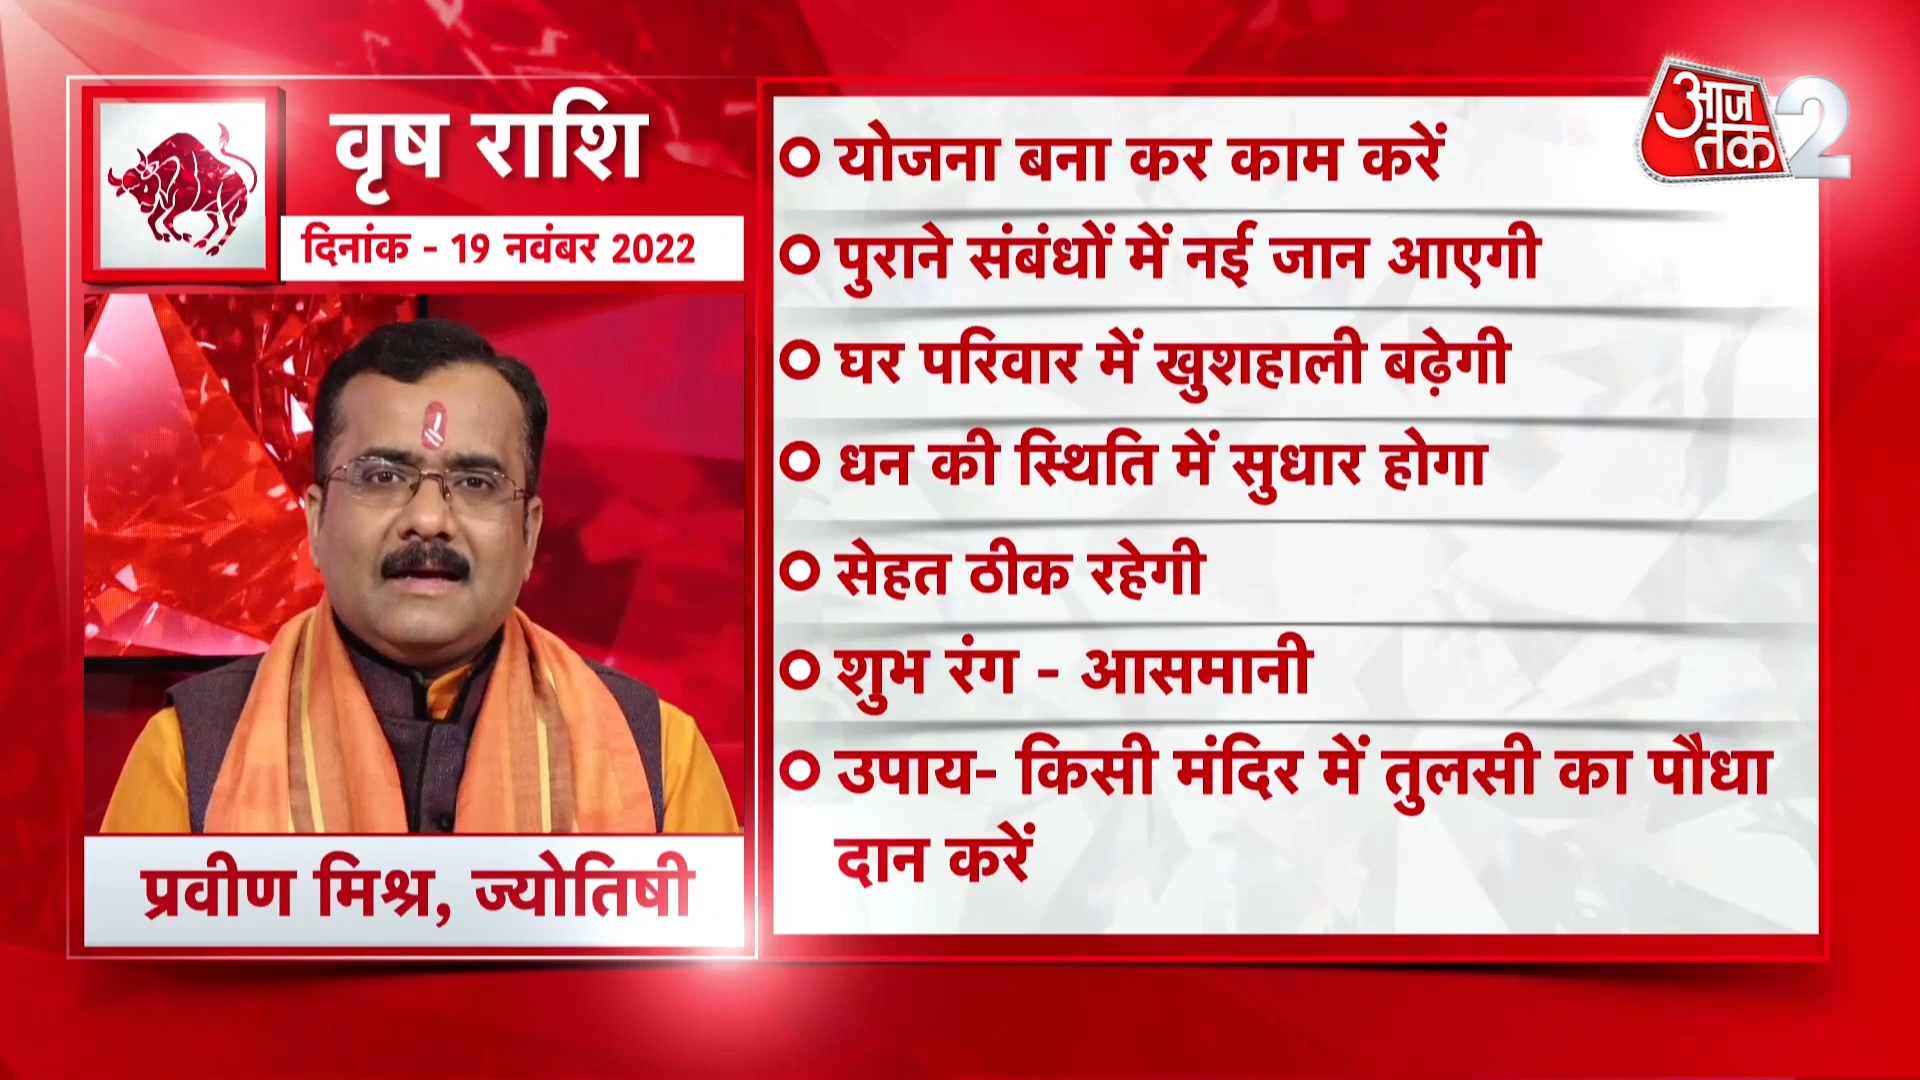 वृष राशि
दिनांक - 19 नवंबर 2022
प्रवीण मिश्र, ज्योतिषी
योजना बना कर काम करें
पुराने संबंधों में नई जान आएगी
घर परिवार में खुशहाली बढ़ेगी
धन की स्थिति में सुधार होगा
सेहत ठीक रहेगी
शुभ रंग - आसमानी
उपाय- किसी मंदिर में तुलसी का पौधा
दान करें
आज
तक 2